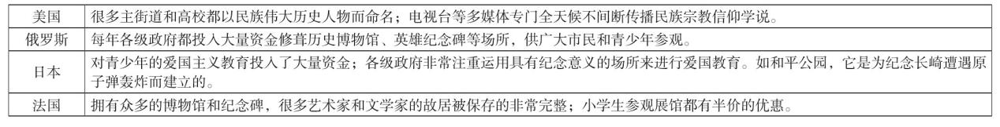 美国 很多主街道和高校都以民族伟大历史人物而命名；电视台等多媒体专门全天候不间断传播民族宗教信仰学说。
俄罗斯 每年各级政府都投入大量资金修葺历史博物馆、英雄纪念碑等场所，供广大市民和青少年参观。
日本 对青少年的爱国主义教育投入了大量资金；各级政府非常注重运用具有纪念意义的场所来进行爱国教育。如和平公园，它是为纪念长崎遭遇原
子弹轰炸而建立的。
法国 拥有众多的博物馆和纪念碑，很多艺术家和文学家的故居被保存的非常完整；小学生参观展馆都有半价的优惠。